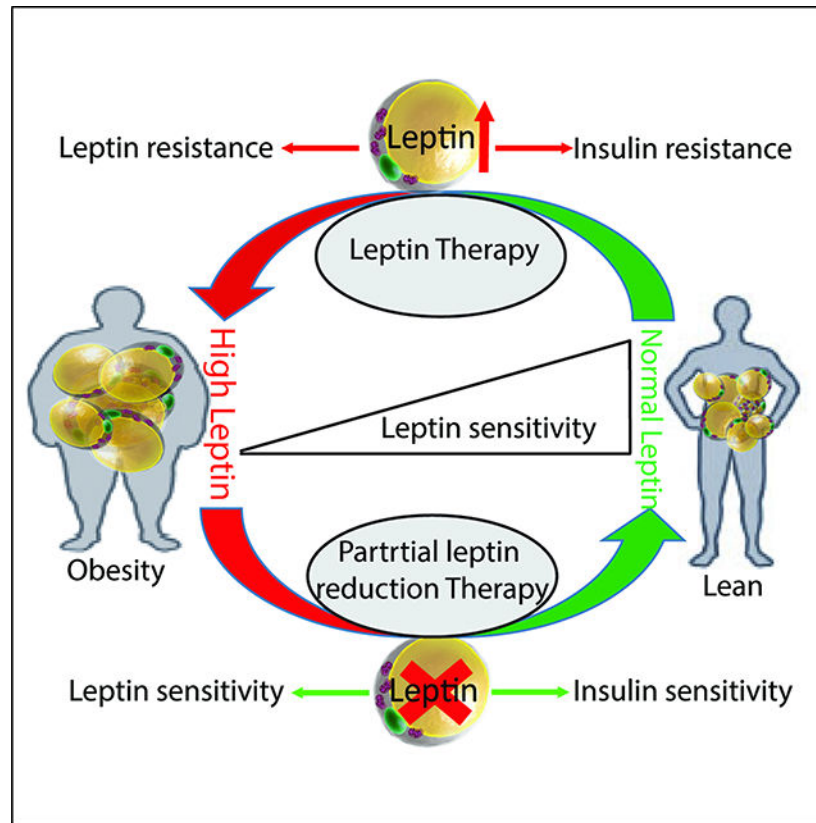 Leptin
Leptin resistance
Insulin resistance
Leptin Therapy
High Leptin
Normal Leptin
Leptin sensitivity
Obesity
Lean
Partrtial leptin
reduction Therapy
Leptin sensitivity
Leptin
Insulin sensitivity